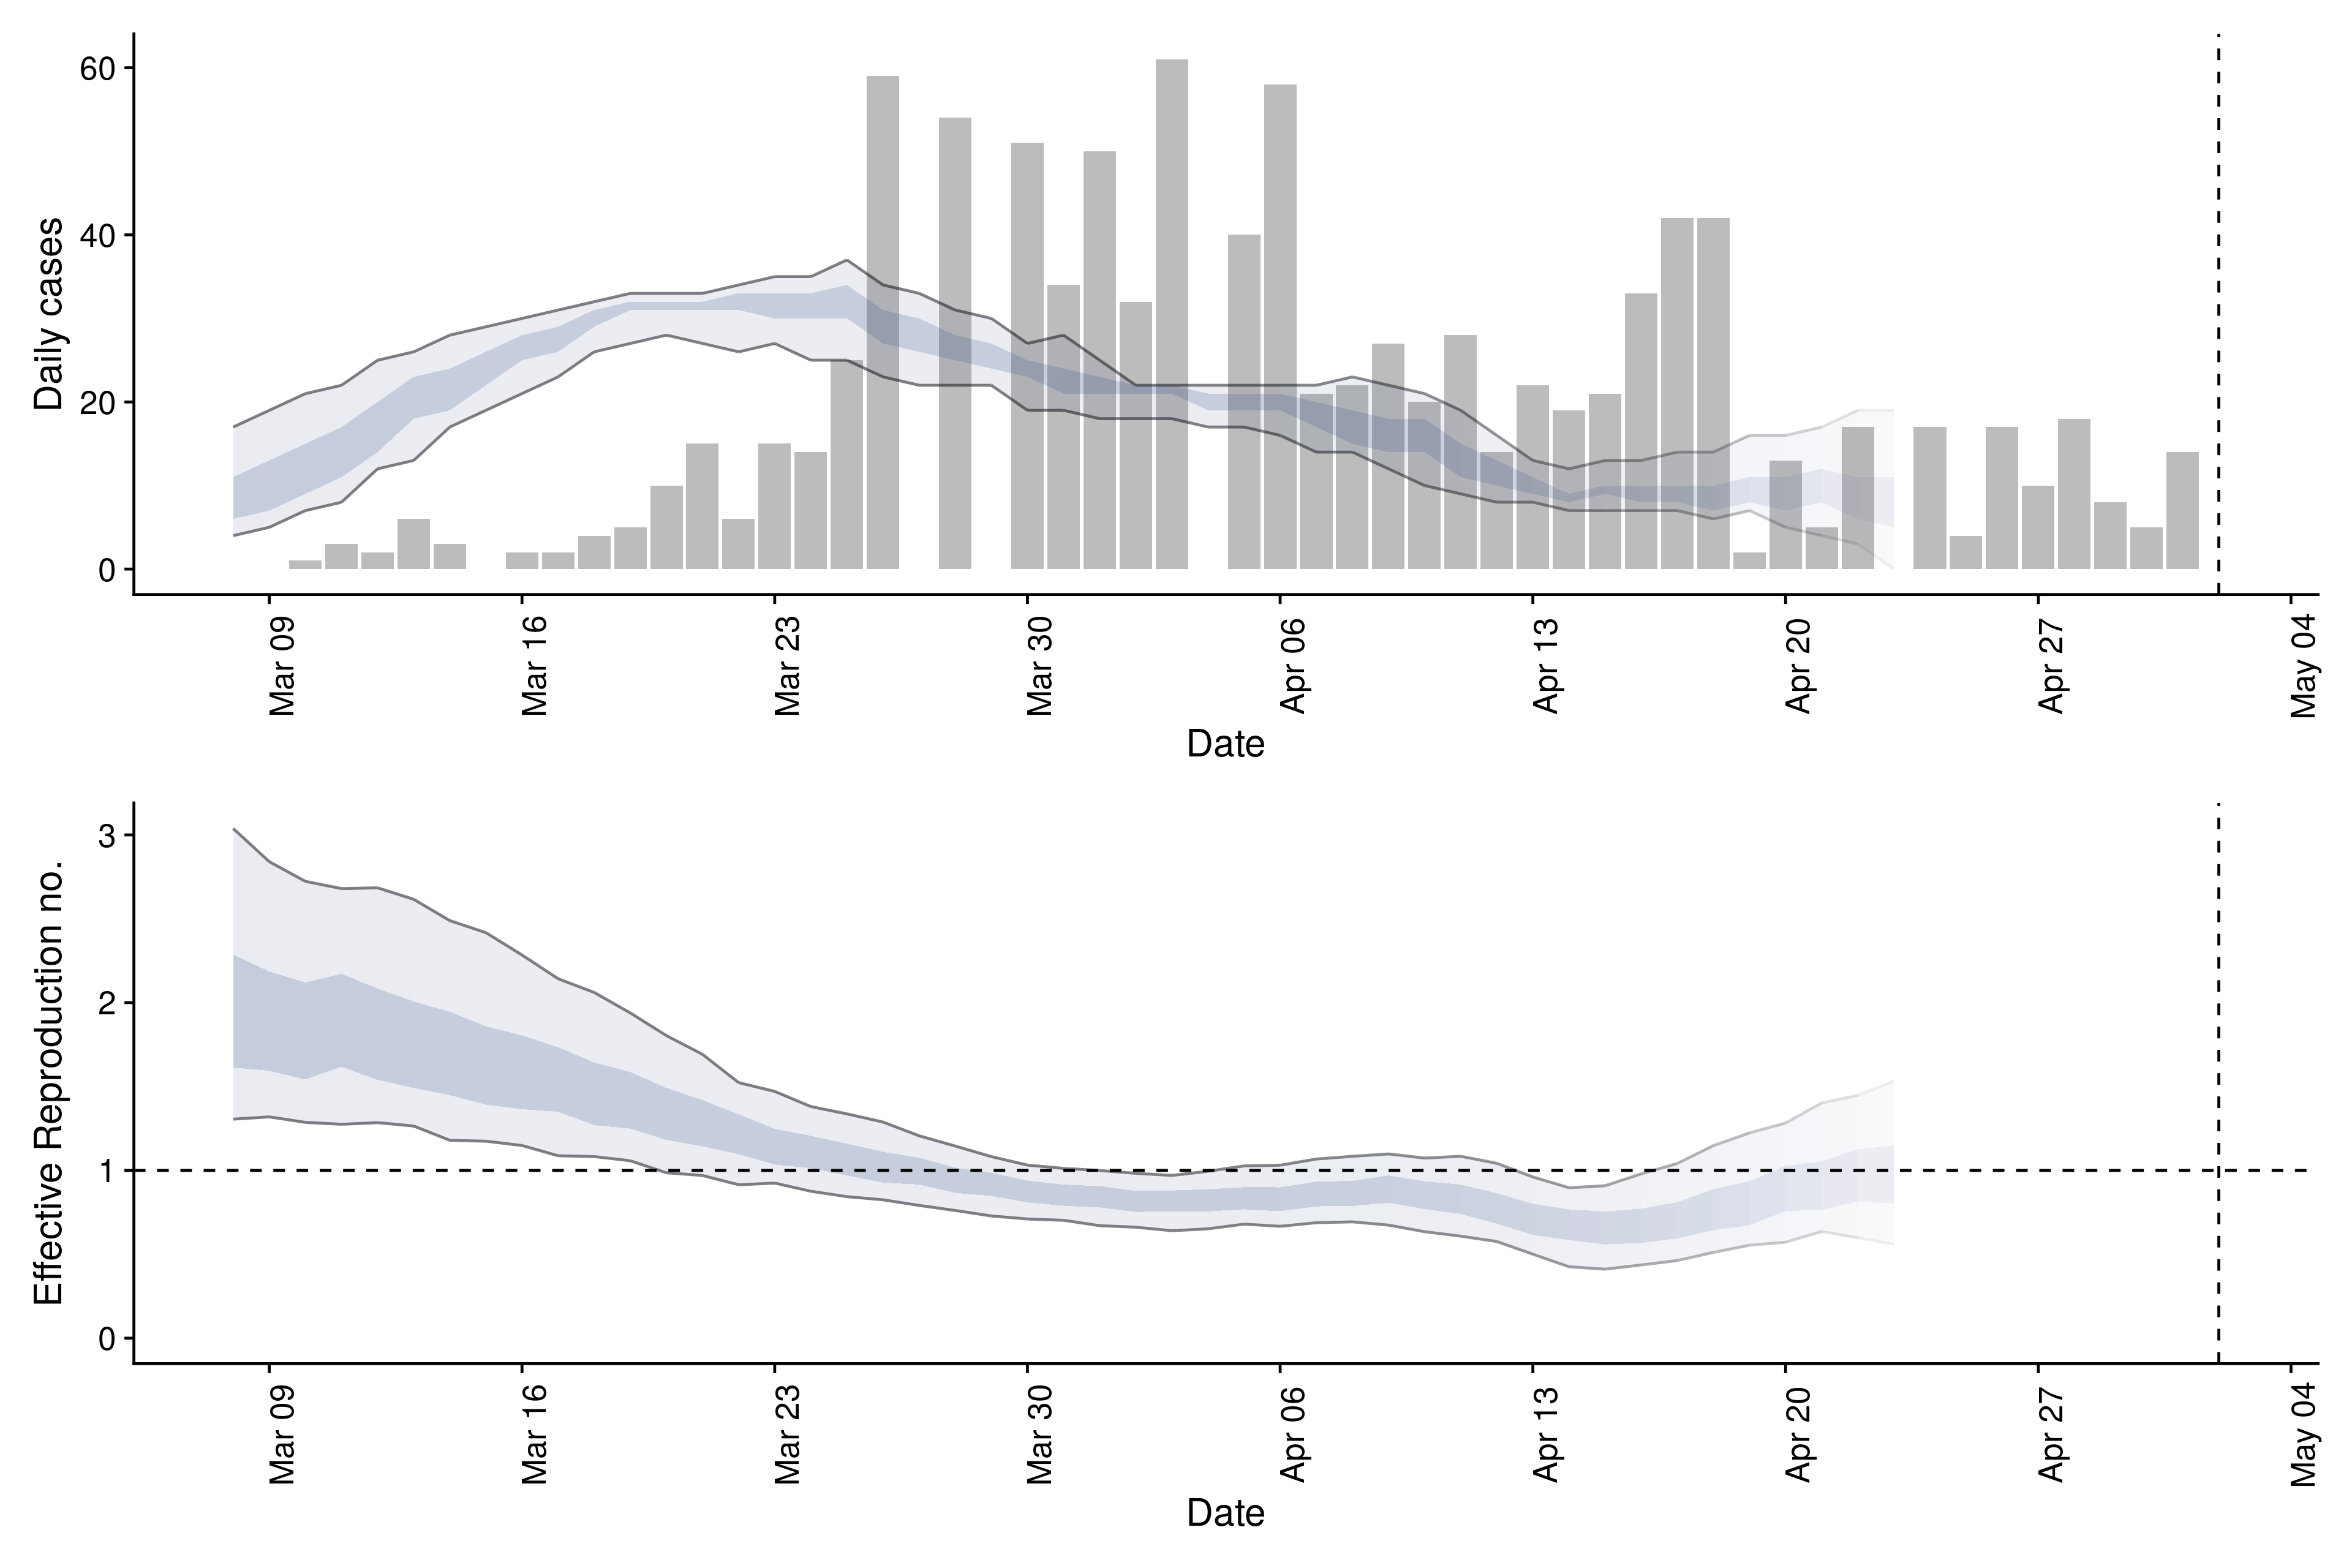 Daily cases
60
40
20
0
Mar 09
Mar 16
Mar 23
Mar 30
Apr 06
Apr 13
Apr 20
Apr 27
May 04
Date
Effective Reproduction no.
3
2
1
0
Mar 09
Mar 16
Mar 23
Mar 30
Apr 06
Apr 13
Apr 20
Apr 27
May 04
Date